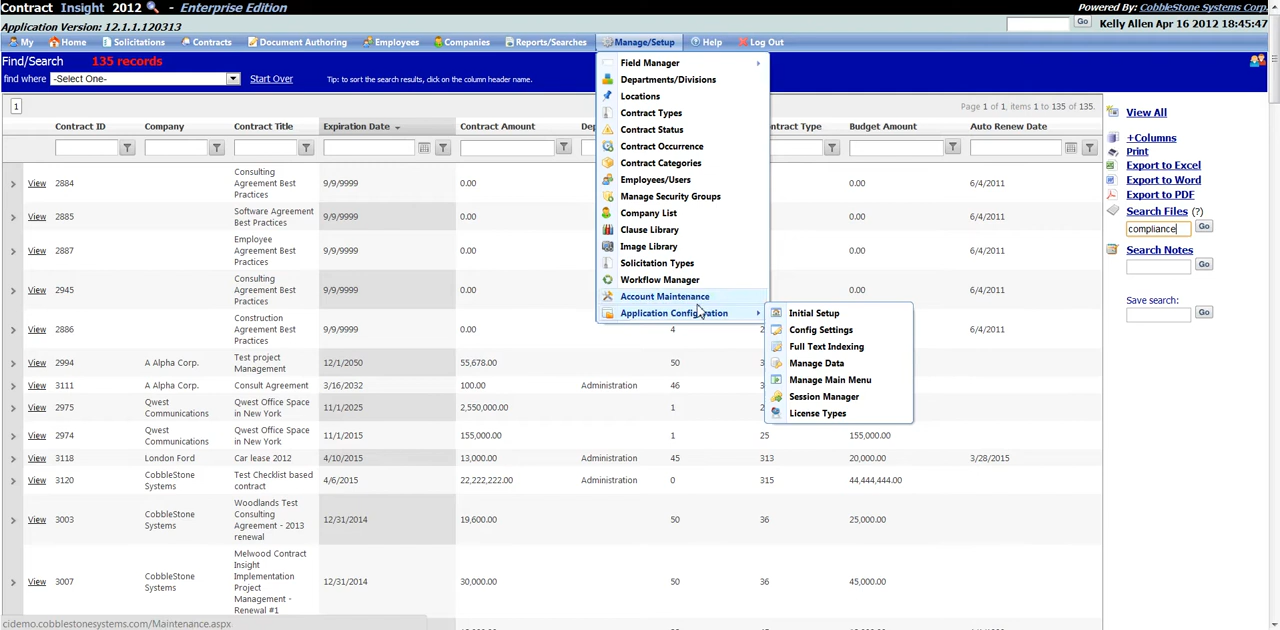 Contract Insight 2012 - Enterprise Edition
Powered By: CobbleStone Systems Corp.
Application Version: 12.1.1.120313
Go
Kelly Allen Apr 16 2012 18:45:47
My Home Solicitations Contracts Document Authoring Employees Companies Reports/Searches Manage/Setup Help Log Out
Find/Search 135 records
find where -Select One- Start Over Tip: to sort the search results, click on the column header name.
1
Page 1 of 1, items 1 to 135 of 135.
Contract ID Company Contract Title Expiration Date Contract Amount
Budget Amount Auto Renew Date
View 2884 Consulting Agreement Best Practices 9/9/9999 0.00 0.00 6/4/2011
View 2885 Software Agreement Best Practices 9/9/9999 0.00 0.00 6/4/2011
View 2887 Employee Agreement Best Practices 9/9/9999 0.00 0.00 6/4/2011
View 2945 Consulting Agreement Best Practices 9/9/9999 0.00
View 2886 Construction Agreement Best Practices 9/9/9999 0.00 4 6/4/2011
View 2994 A Alpha Corp. Test project Management 12/1/2050 55,678.00 50
View 3111 A Alpha Corp. Consult Agreement 3/16/2032 100.00 Administration 46
View 2975 Qwest Communications Qwest Office Space in New York 11/1/2025 2,550,000.00 1
View 2974 Qwest Communications Qwest Office Space in New York 11/1/2015 155,000.00 1 25 155,000.00
View 3118 London Ford Car lease 2012 4/10/2015 13,000.00 Administration 45 313 20,000.00 3/28/2015
View 3120 CobbleStone Systems Test Checklist based contract 4/6/2015 22,222,222.00 Administration 0 315 44,444,444.00
View 3003 CobbleStone Systems Woodlands Test Consulting Agreement - 2013 renewal 12/31/2014 19,600.00 50 36 25,000.00
View 3007 CobbleStone Systems Melwood Contract Insight Implementation Project Management - Renewal #1 12/31/2014 30,000.00 50 36 45,000.00
Field Manager
Departments/Divisions
Locations
Contract Types
Contract Status
Contract Occurrence
Contract Categories
Employees/Users
Manage Security Groups
Company List
Clause Library
Image Library
Solicitation Types
Workflow Manager
Account Maintenance
Application Configuration
Initial Setup
Config Settings
Full Text Indexing
Manage Data
Manage Main Menu
Session Manager
License Types
View All
+Columns
Print
Export to Excel
Export to Word
Export to PDF
Search Files (?)
compliance Go
Search Notes
Go
Save search:
Go
cidemo.cobblestonesystems.com/Maintenance.aspx